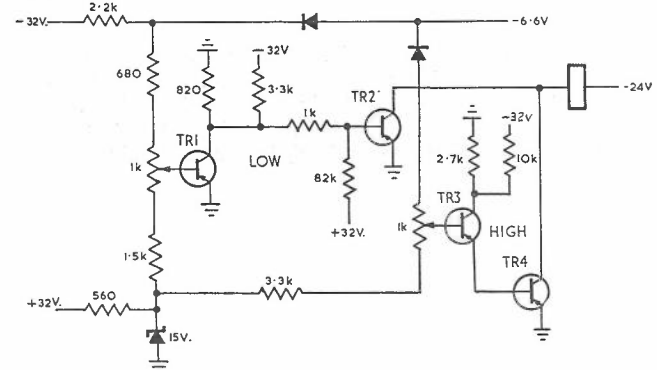 -32V. 2.2k -6.6V
680 820 -32V 3.3k
TR2 -24V
1k -32V
TR1 1k 2.7k 10k
LOW 82k TR3
+32V. 1k HIGH
1.5k TR4
3.3k
+32V. 560
15V.